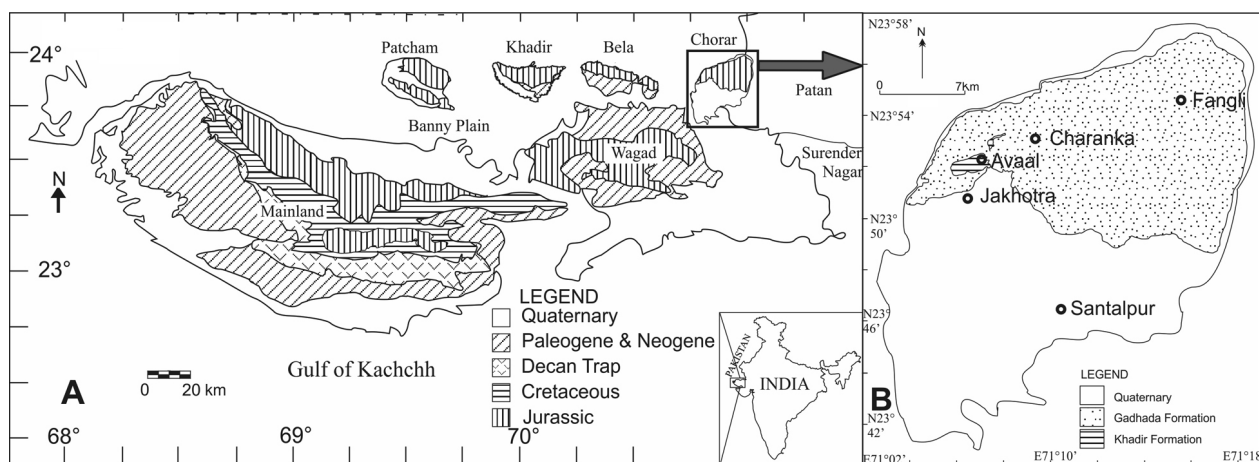 24°
23°
68°
69°
70°
Patcham
Khadir
Bela
Chorar
Patan
Banny Plain
Wagad
Surender
Nagar
N
Mainland
Gulf of Kachchh
0 20 km
A
LEGEND
Quaternary
Paleogene & Neogene
Decan Trap
Cretaceous
Jurassic
PAKISTAN
INDIA
N23°58'
N
0 7Km
N23°54'
Fangli
Charanka
Avaal
Jakhotra
N23°
50'
Santalpur
N23°
46'
LEGEND
Quaternary
Gadhada Formation
Khadir Formation
B
N23°
42'
E71°02'
E71°10'
E71°18'